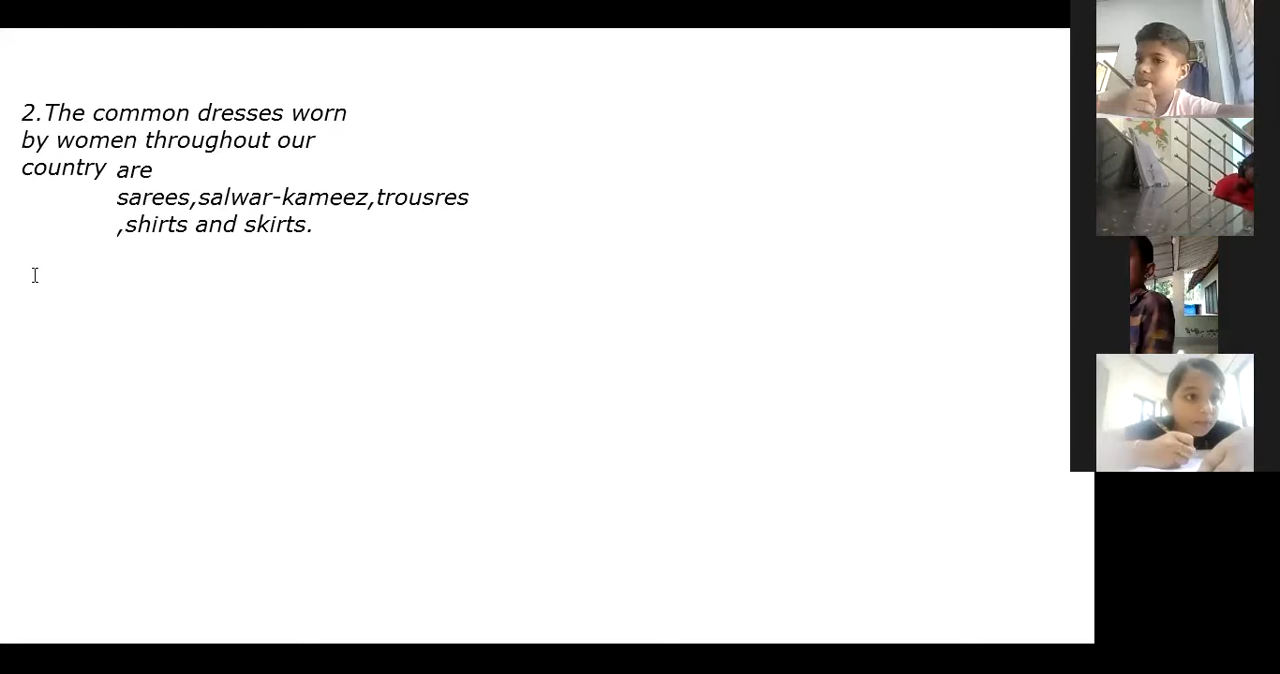 2.The common dresses worn
by women throughout our
country are
sarees,salwar-kameez,trousres
,shirts and skirts.